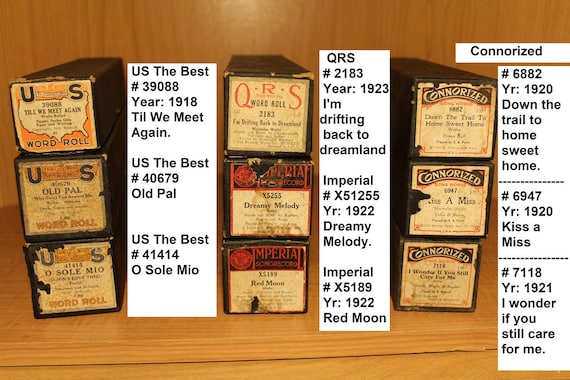 U S
39088
TILL WE MEET AGAIN
WORD ROLL
U S
40679
OLD PAL
WORD ROLL
U S
41414
O SOLE MIO
WORD ROLL
US The Best
# 39088
Year: 1918
Til We Meet
Again.
US The Best
# 40679
Old Pal
US The Best
# 41414
O Sole Mio
Q·R·S
WORD ROLL
2183
I'm Drifting Back to Dreamland
IMPERIAL
SONGRECORD
X5255
Dreamy Melody
IMPERIAL
SONGRECORD
X5189
Red Moon
QRS
# 2183
Year: 1923
I'm
drifting
back to
dreamland
Imperial
# X51255
Yr: 1922
Dreamy
Melody.
Imperial
# X5189
Yr: 1922
Red Moon
CONNORIZED
6882
Down The Trail To
Home Sweet Home
CONNORIZED
6947
Kiss A Miss
CONNORIZED
7118
I Wonder If You Still
Care For Me.
Connorized
# 6882
Yr: 1920
Down the
trail to
home
sweet
home.
----------------
# 6947
Yr: 1920
Kiss a
Miss
-----------------
# 7118
Yr: 1921
I wonder
if you
still care
for me.